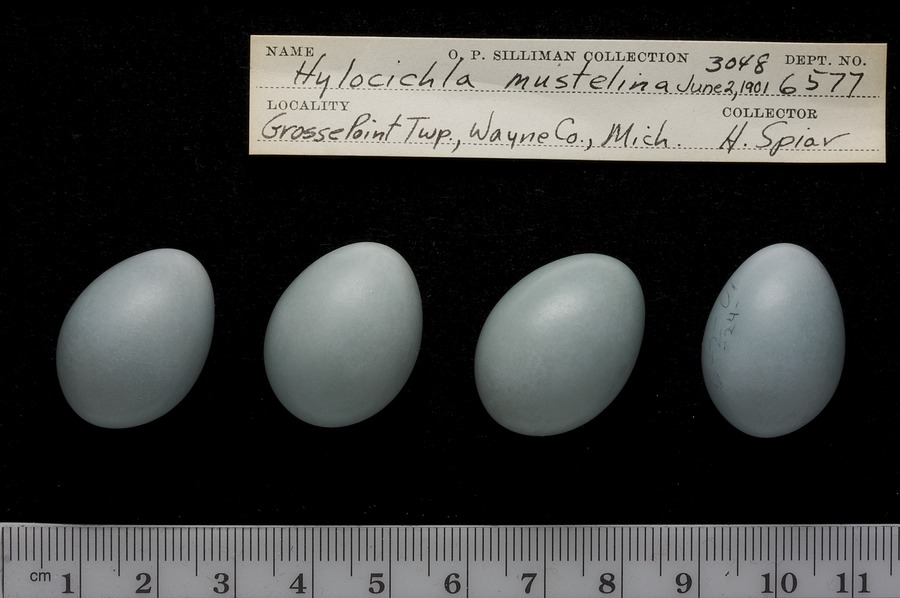 NAME O. P. SILLIMAN COLLECTION 3048 DEPT. NO.
Hylocichla mustelina June 2, 1901 6577
LOCALITY COLLECTOR
Grosse Point Twp., Wayne Co., Mich. H. Spiar
cm 1 2 3 4 5 6 7 8 9 10 11